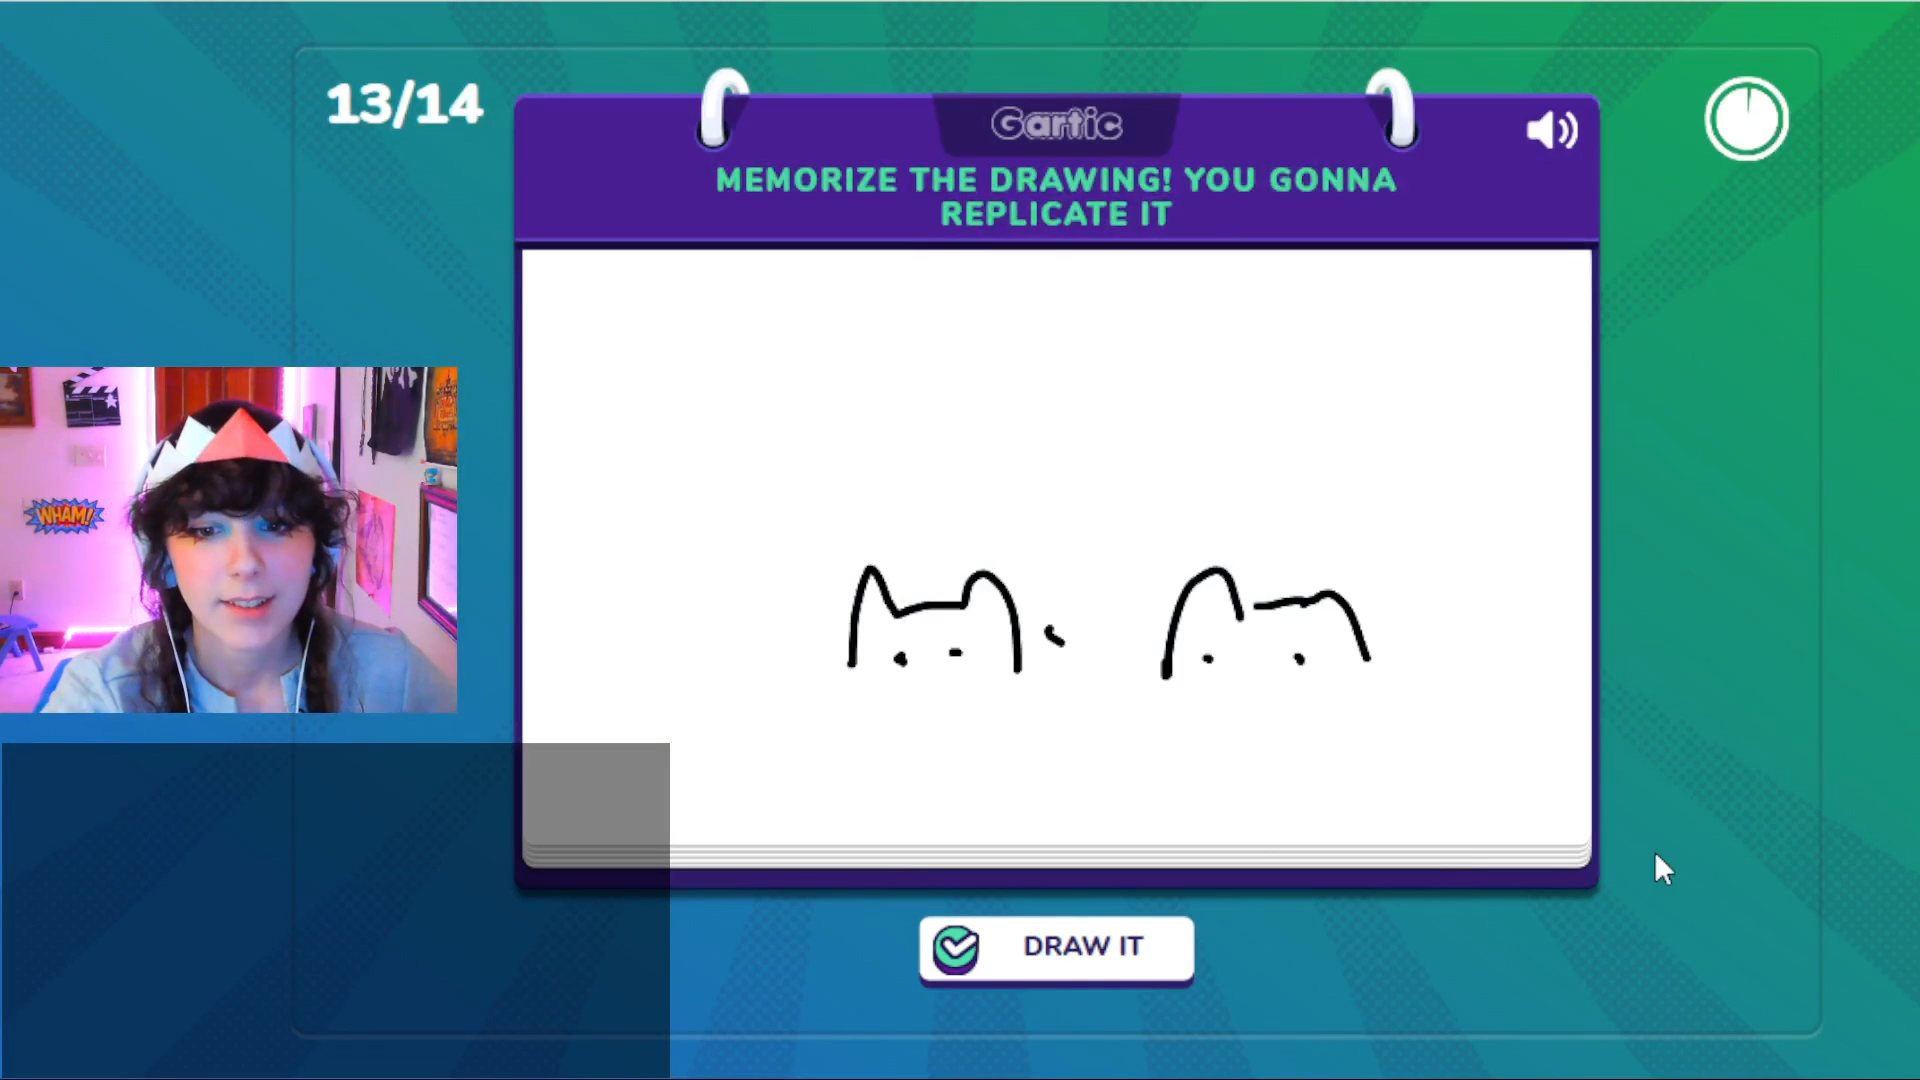 13/14
Gartic
MEMORIZE THE DRAWING! YOU GONNA
REPLICATE IT
WHAM!
DRAW IT